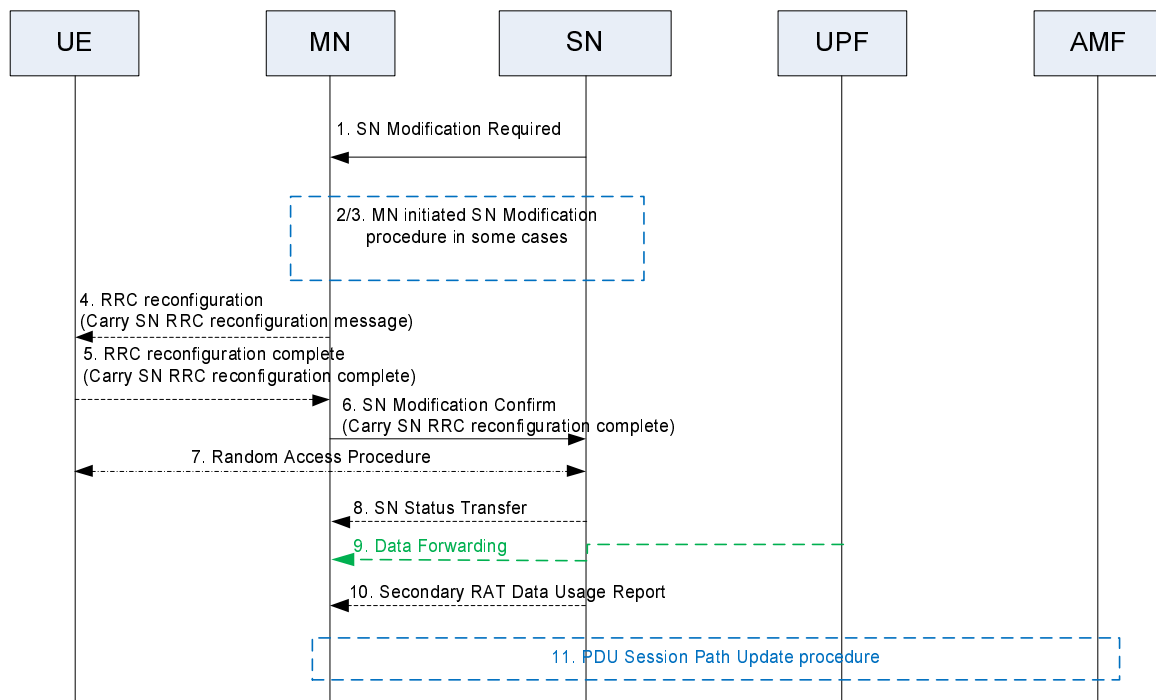 UE
MN
SN
UPF
AMF
1. SN Modification Required
2/3. MN initiated SN Modification
procedure in some cases
4. RRC reconfiguration
(Carry SN RRC reconfiguration message)
5. RRC reconfiguration complete
(Carry SN RRC reconfiguration complete)
6. SN Modification Confirm
(Carry SN RRC reconfiguration complete)
7. Random Access Procedure
8. SN Status Transfer
9. Data Forwarding
10. Secondary RAT Data Usage Report
11. PDU Session Path Update procedure